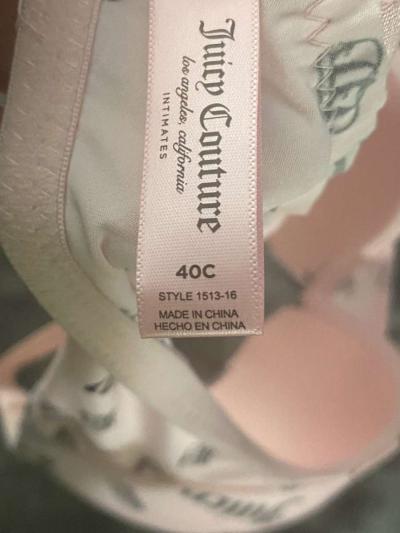 Juicy Couture
los angeles, california
INTIMATES
40C
STYLE 1513-16
MADE IN CHINA
HECHO EN CHINA